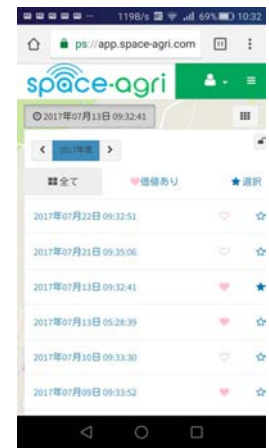 119B/s 69% 10:32
ps://app.space-agri.com 11
space-agri
2017年07月13日 09:32:41
2017年度
全て 価値あり 選択
2017年07月22日 09:32:51
2017年07月21日 09:35:06
2017年07月13日 09:32:41
2017年07月13日 05:28:39
2017年07月10日 09:33:30
2017年07月09日 09:33:52